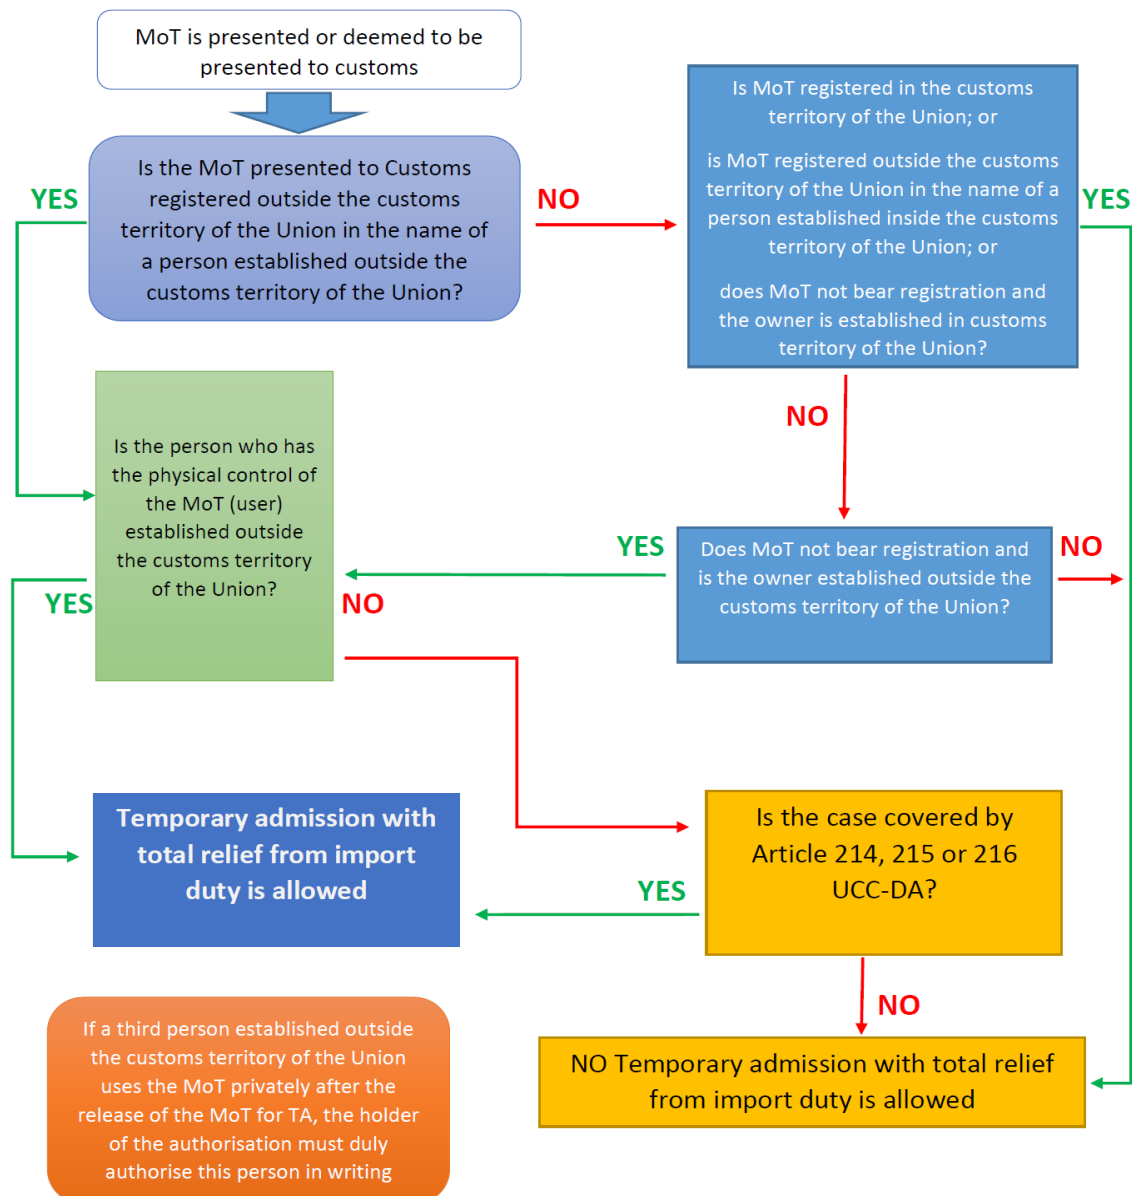 MoT is presented or deemed to be
presented to customs
Is the MoT presented to Customs
registered outside the customs
territory of the Union in the name of
a person established outside the
customs territory of the Union?
YES
NO
Is MoT registered in the customs
territory of the Union; or
is MoT registered outside the customs
territory of the Union in the name of a
person established inside the customs
territory of the Union; or
does MoT not bear registration and
the owner is established in customs
territory of the Union?
YES
NO
Is the person who has
the physical control of
the MoT (user)
established outside
the customs territory
of the Union?
YES
NO
YES
Does MoT not bear registration and
is the owner established outside the
customs territory of the Union?
NO
Temporary admission with
total relief from import
duty is allowed
YES
Is the case covered by
Article 214, 215 or 216
UCC-DA?
NO
If a third person established outside
the customs territory of the Union
uses the MoT privately after the
release of the MoT for TA, the holder
of the authorisation must duly
authorise this person in writing
NO Temporary admission with total relief
from import duty is allowed